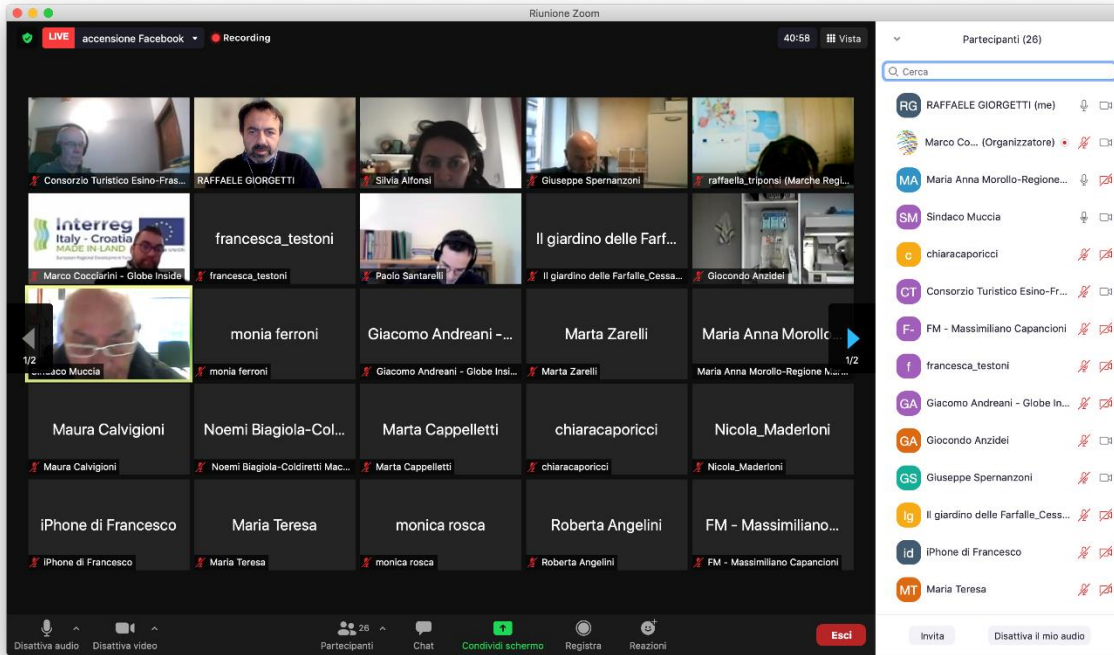 Riunione Zoom
LIVE accensione Facebook Recording 40:58 Vista
Consorzio Turistico Esino-Fras...
RAFFAELE GIORGETTI
Silvia Alfonsi
Giuseppe Spernanzoni
raffaella_triponsi (Marche Regi...
Interreg
Italy - Croatia
MADE IN-LAND
Marco Cocciarini - Globe Inside
francesca_testoni
francesca_testoni
Paolo Santarelli
Il giardino delle Farf...
Il giardino delle Farfalle_Cessa...
Giocondo Anzidei
1/2
Sindaco Muccia
monia ferroni
monia ferroni
Giacomo Andreani -...
Giacomo Andreani - Globe Insi...
Marta Zarelli
Marta Zarelli
Maria Anna Morollo...
Maria Anna Morollo-Regione Mar...
1/2
Maura Calvigioni
Maura Calvigioni
Noemi Biagiola-Col...
Noemi Biagiola-Coldiretti Mac...
Marta Cappelletti
Marta Cappelletti
chiaracaporicci
chiaracaporicci
Nicola_Maderloni
Nicola_Maderloni
iPhone di Francesco
iPhone di Francesco
Maria Teresa
Maria Teresa
monica rosca
monica rosca
Roberta Angelini
Roberta Angelini
FM - Massimiliano...
FM - Massimiliano Capancioni
Disattiva audio
Disattiva video
26
Partecipanti
Chat
Condividi schermo
Registra
Reazioni
Esci
Partecipanti (26)
Cerca
RG RAFFAELE GIORGETTI (me)
Marco Co... (Organizzatore)
MA Maria Anna Morollo-Regione...
SM Sindaco Muccia
c chiaracaporicci
CT Consorzio Turistico Esino-Fr...
F- FM - Massimiliano Capancioni
f francesca_testoni
GA Giacomo Andreani - Globe In...
GA Giocondo Anzidei
GS Giuseppe Spernanzoni
Ig Il giardino delle Farfalle_Cess...
id iPhone di Francesco
MT Maria Teresa
Invita
Disattiva il mio audio